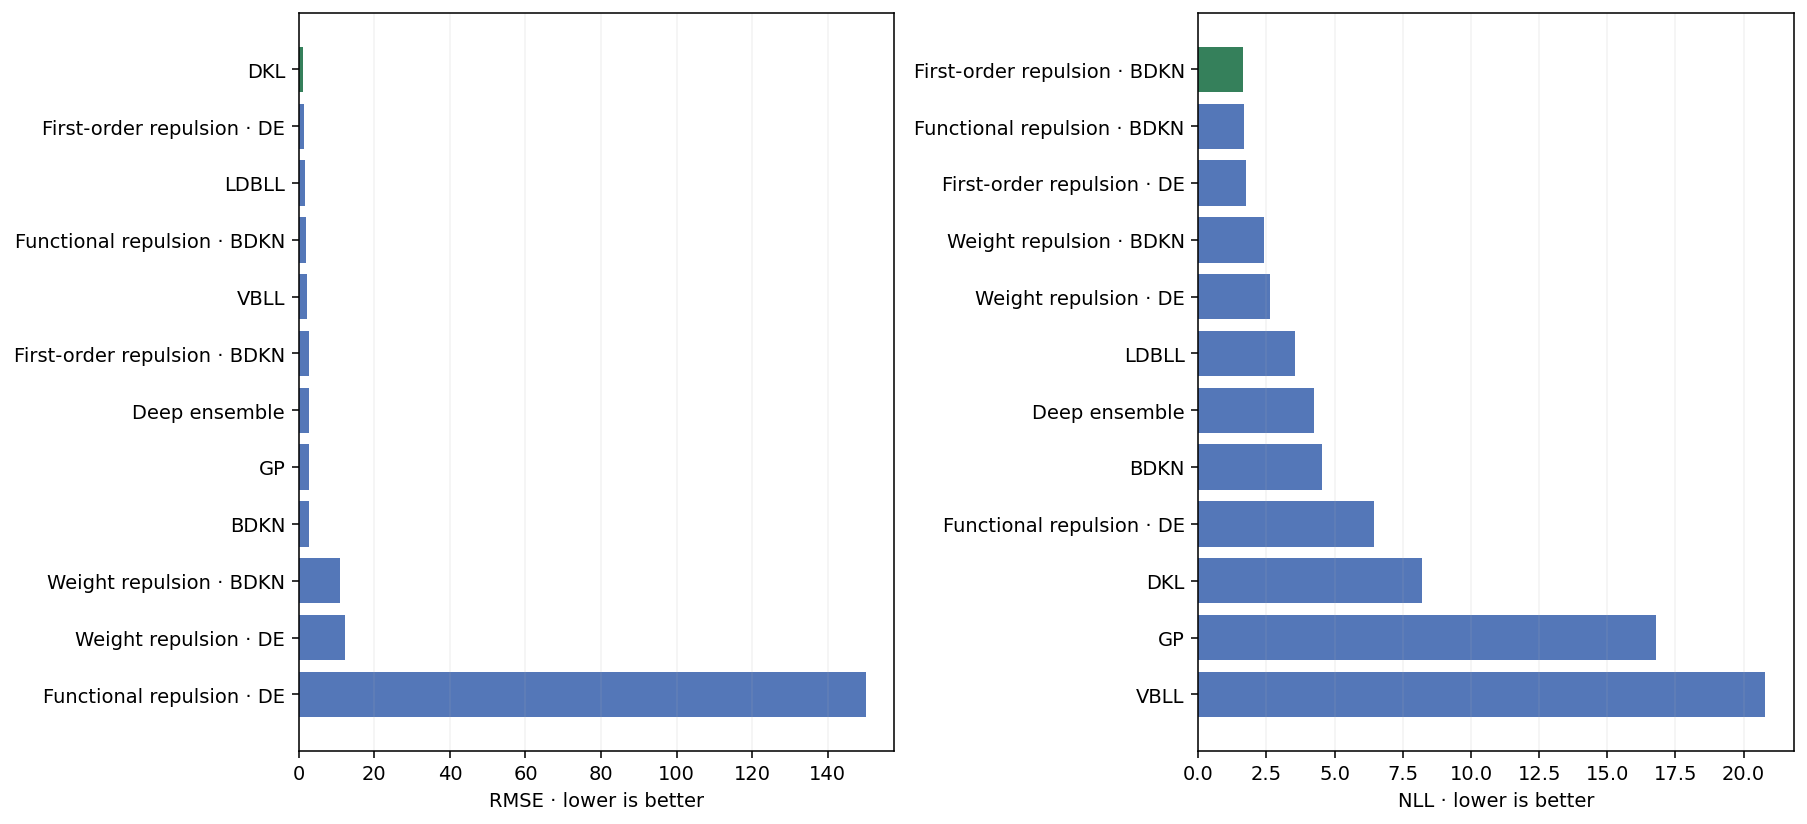 DKL
First-order repulsion · DE
LDBLL
Functional repulsion · BDKN
VBLL
First-order repulsion · BDKN
Deep ensemble
GP
BDKN
Weight repulsion · BDKN
Weight repulsion · DE
Functional repulsion · DE
0 20 40 60 80 100 120 140
RMSE · lower is better
First-order repulsion · BDKN
Functional repulsion · BDKN
First-order repulsion · DE
Weight repulsion · BDKN
Weight repulsion · DE
LDBLL
Deep ensemble
BDKN
Functional repulsion · DE
DKL
GP
VBLL
0.0 2.5 5.0 7.5 10.0 12.5 15.0 17.5 20.0
NLL · lower is better